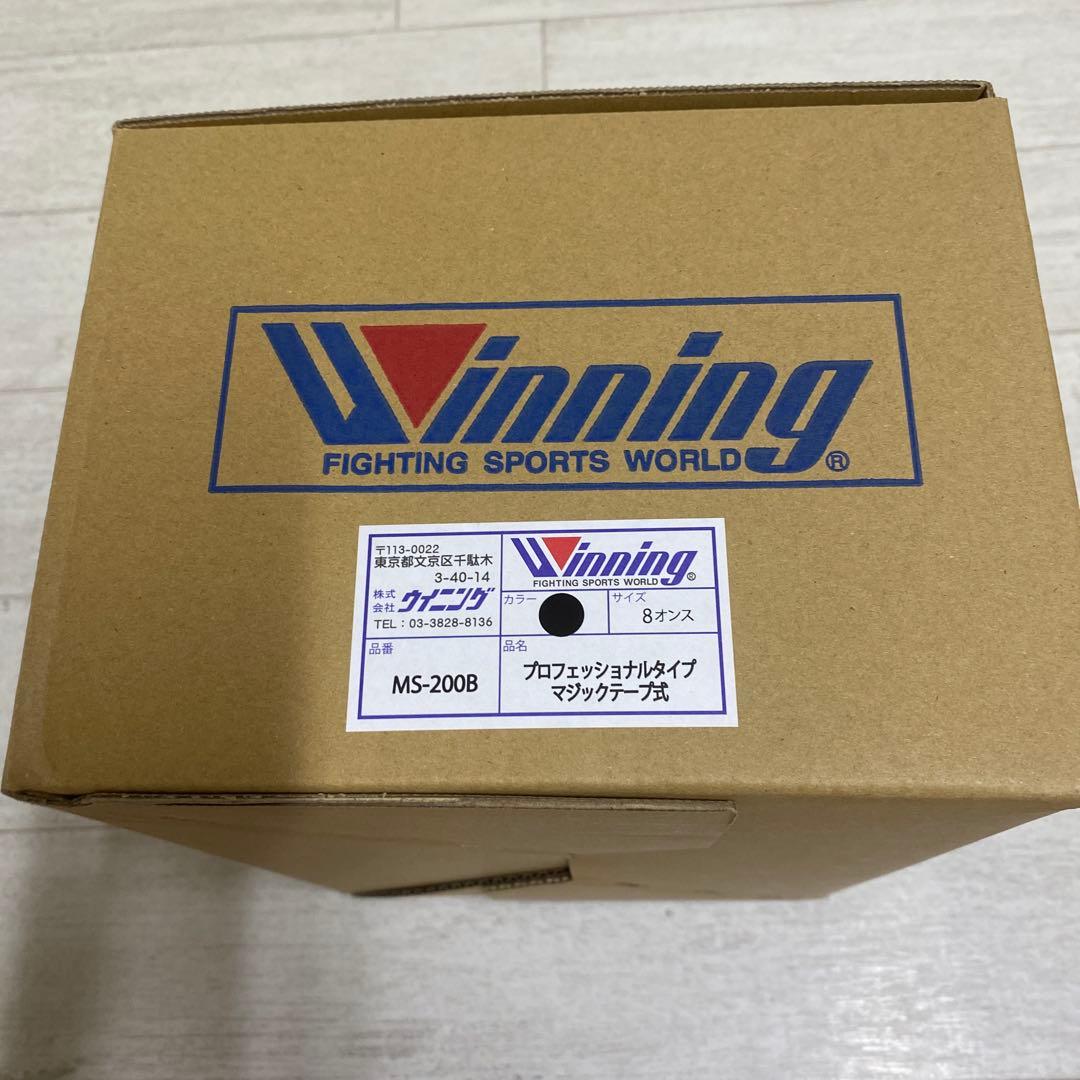 Winning®
FIGHTING SPORTS WORLD
〒113-0022
東京都文京区千駄木
3-40-14
株式会社 ウイニング
TEL：03-3828-8136
Winning®
FIGHTING SPORTS WORLD
カラー
サイズ
8オンス
品番
MS-200B
品名
プロフェッショナルタイプ
マジックテープ式